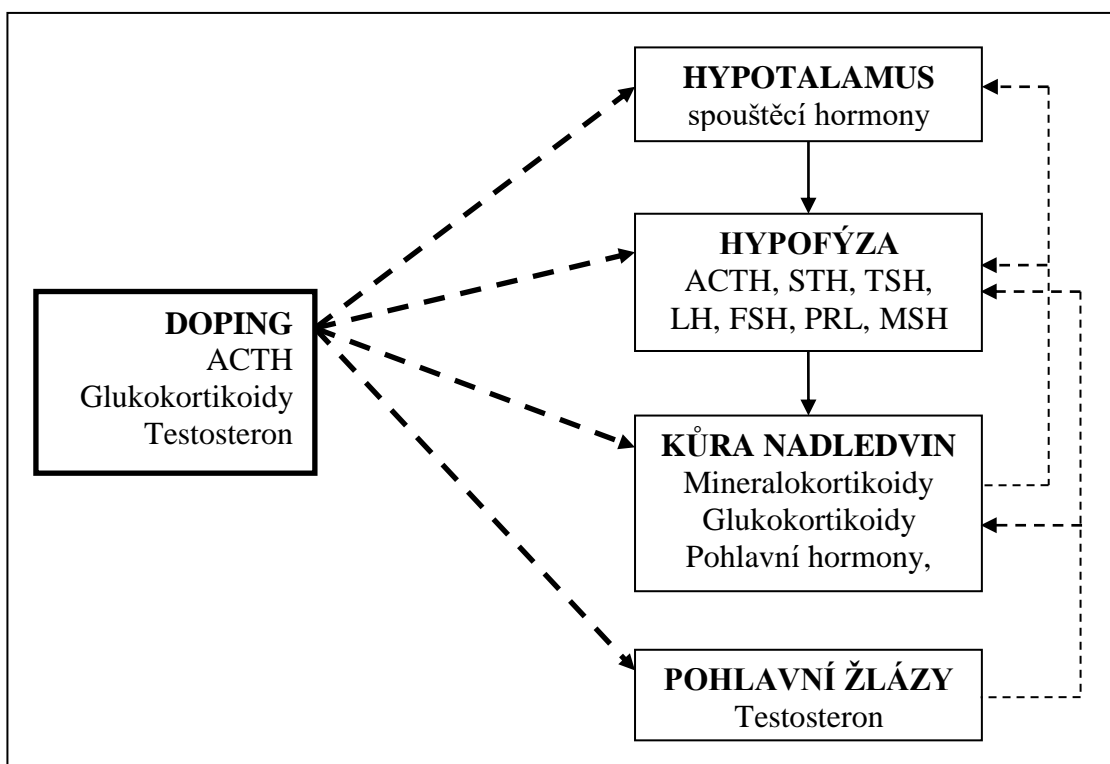 HYPOTALAMUS
spouštěcí hormony
HYPOFÝZA
ACTH, STH, TSH,
LH, FSH, PRL, MSH
DOPING
ACTH
Glukokortikoidy
Testosteron
KŮRA NADLEDVIN
Mineralokortikoidy
Glukokortikoidy
Pohlavní hormony,
POHLAVNÍ ŽLÁZY
Testosteron